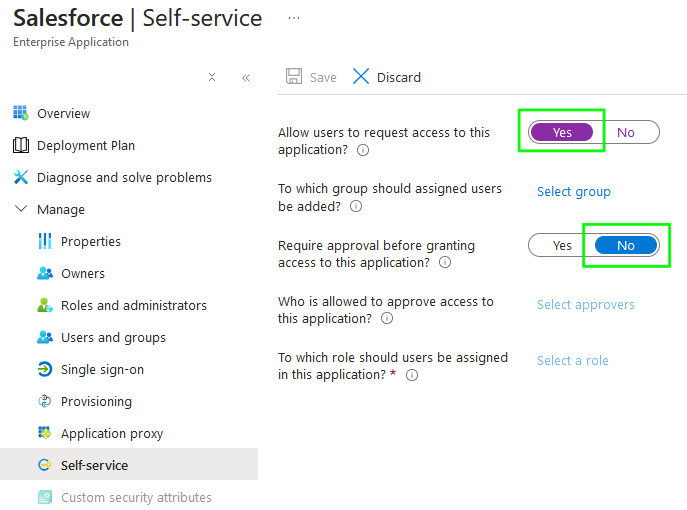 Salesforce | Self-service ...
Enterprise Application
Save Discard
Overview
Deployment Plan
Diagnose and solve problems
Manage
Properties
Owners
Roles and administrators
Users and groups
Single sign-on
Provisioning
Application proxy
Self-service
Custom security attributes
Allow users to request access to this
application?
Yes No
To which group should assigned users
be added?
Select group
Require approval before granting
access to this application?
Yes No
Who is allowed to approve access to
this application?
Select approvers
To which role should users be assigned
in this application? *
Select a role